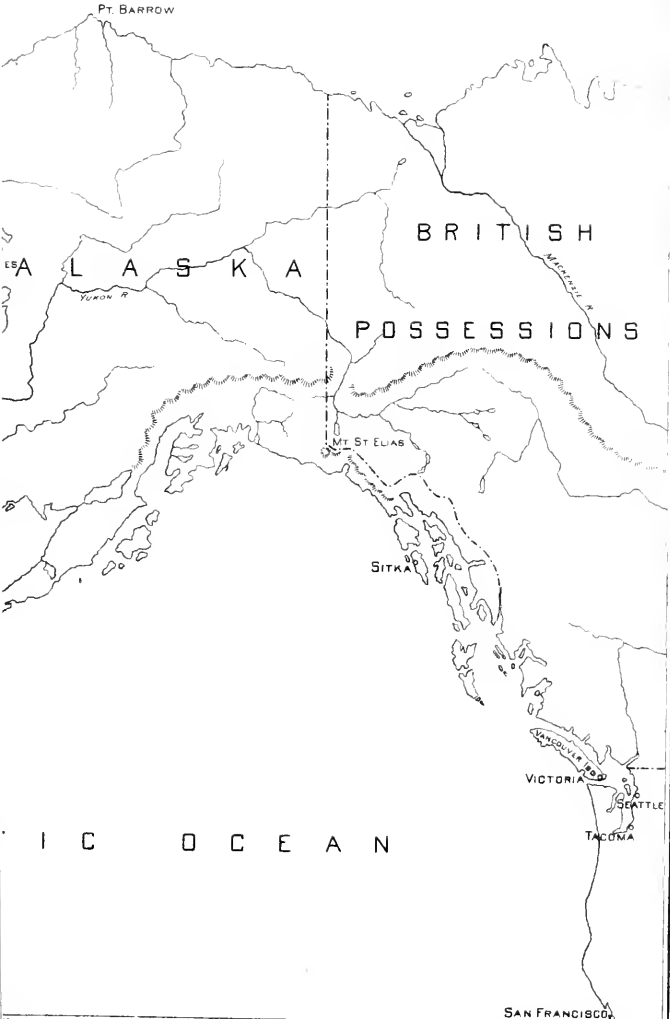 PT. BARROW
BRITISH
ES
ALASKA
MACKENZIE R
YUKON R
POSSESSIONS
MT ST ELIAS
SITKA
VANCOUVER
VICTORIA
SEATTLE
TACOMA
IC OCEAN
SAN FRANCISCO